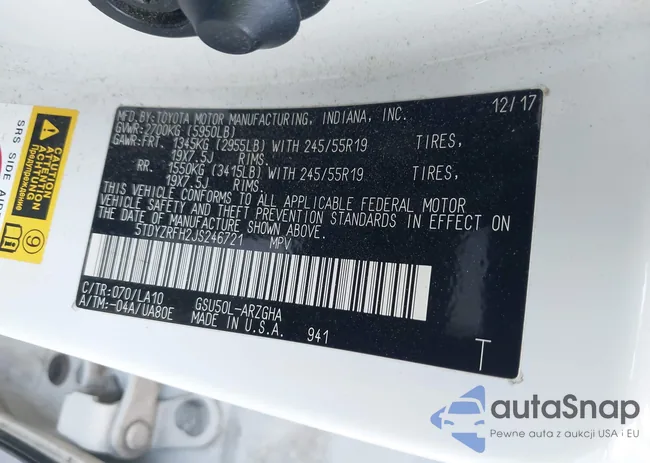 MFD.BY:TOYOTA MOTOR MANUFACTURING, INDIANA, INC. 12/17
GVWR:2700KG (5950LB)
GAWR:FRT. 1345KG (2955LB) WITH 245/55R19 TIRES,
19X7.5J RIMS.
RR. 1550KG (3415LB) WITH 245/55R19 TIRES,
19X7.5J RIMS.
THIS VEHICLE CONFORMS TO ALL APPLICABLE FEDERAL MOTOR
VEHICLE SAFETY AND THEFT PREVENTION STANDARDS IN EFFECT ON
THE DATE OF MANUFACTURE SHOWN ABOVE.
5TDYZRFH2JS246721 MPV
C/TR:070/LA10 GSU50L-ARZGHA
A/TM:-04A/UA80E MADE IN U.S.A. 941
T
SRS SIDE AIR
CAUTION
ATTENTION
ACHTUNG
Предупреждение
9
autaSnap
Pewne auta z aukcji USA i EU